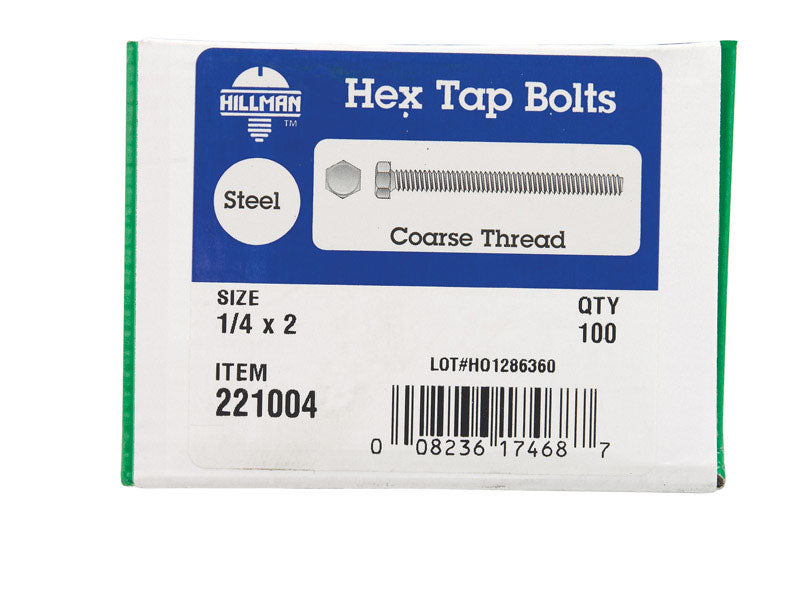 HILLMAN
TM
Hex Tap Bolts
Steel
Coarse Thread
SIZE
1/4 x 2
QTY
100
ITEM
221004
LOT#HO1286360
0 08236 17468 7